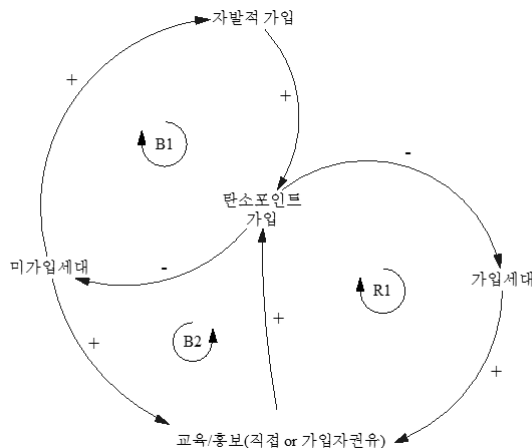 자발적 가입
+
+
B1
-
탄소포인트
가입
미가입세대
-
가입세대
R1
+
B2
+
+
교육/홍보(직접 or 가입자권유)